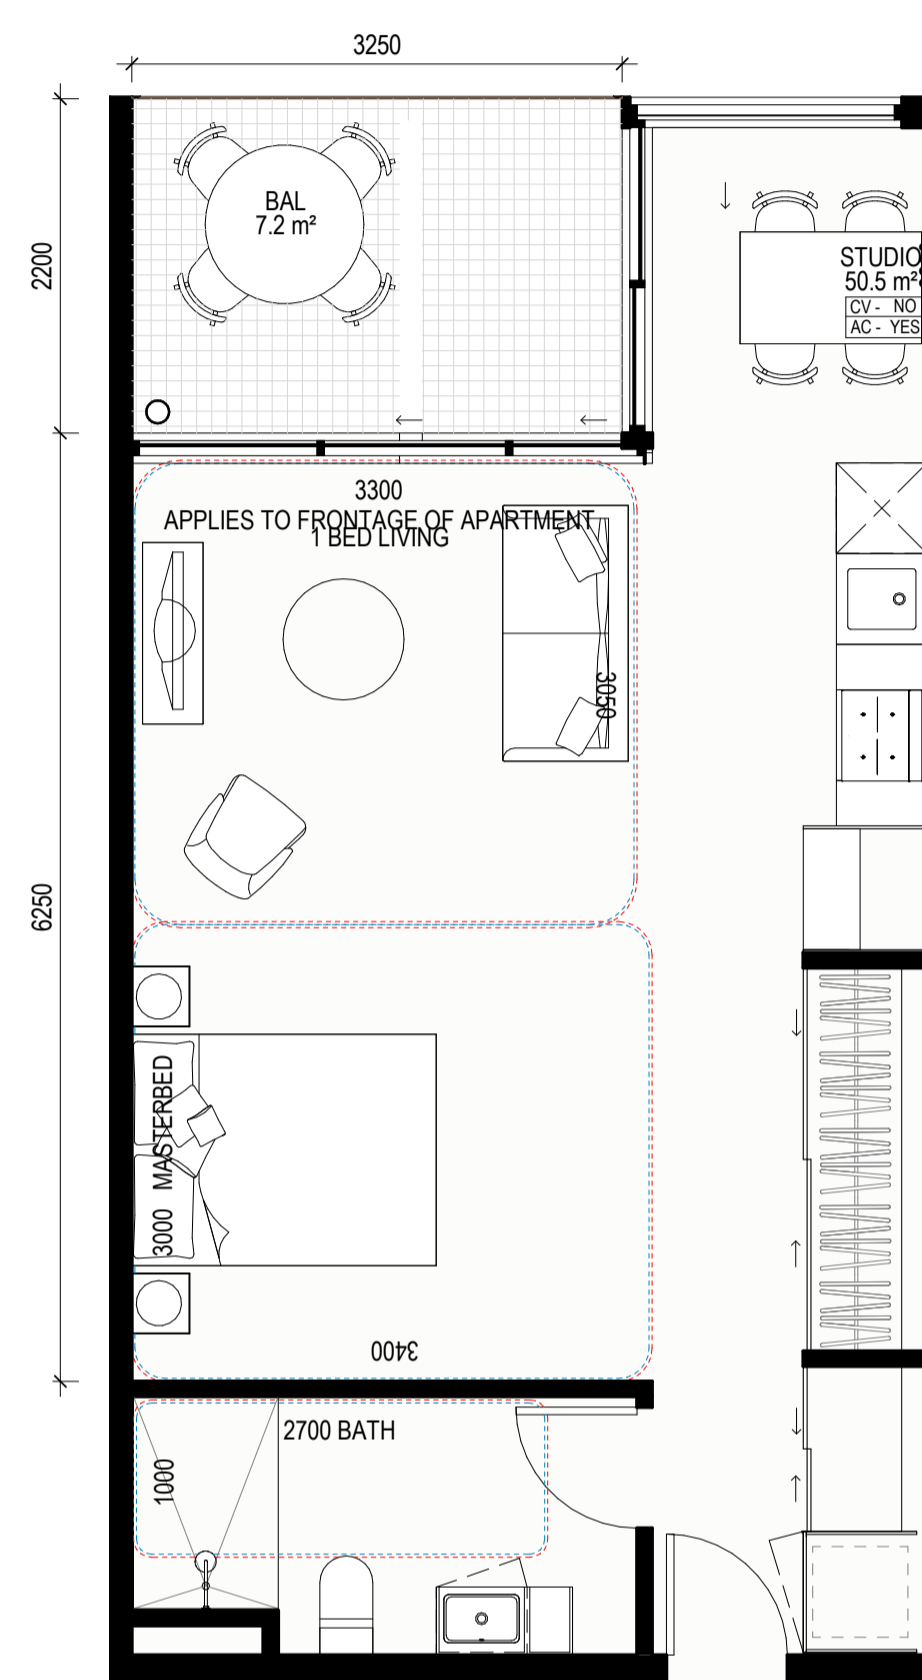 3250
2200
BAL
7.2 m²
STUDIO
50.5 m²
CV - NO
AC - YES
3300
APPLIES TO FRONTAGE OF APARTMENT
1 BED LIVING
3050
6250
3000 MASTERBED
3400
2700 BATH
1000